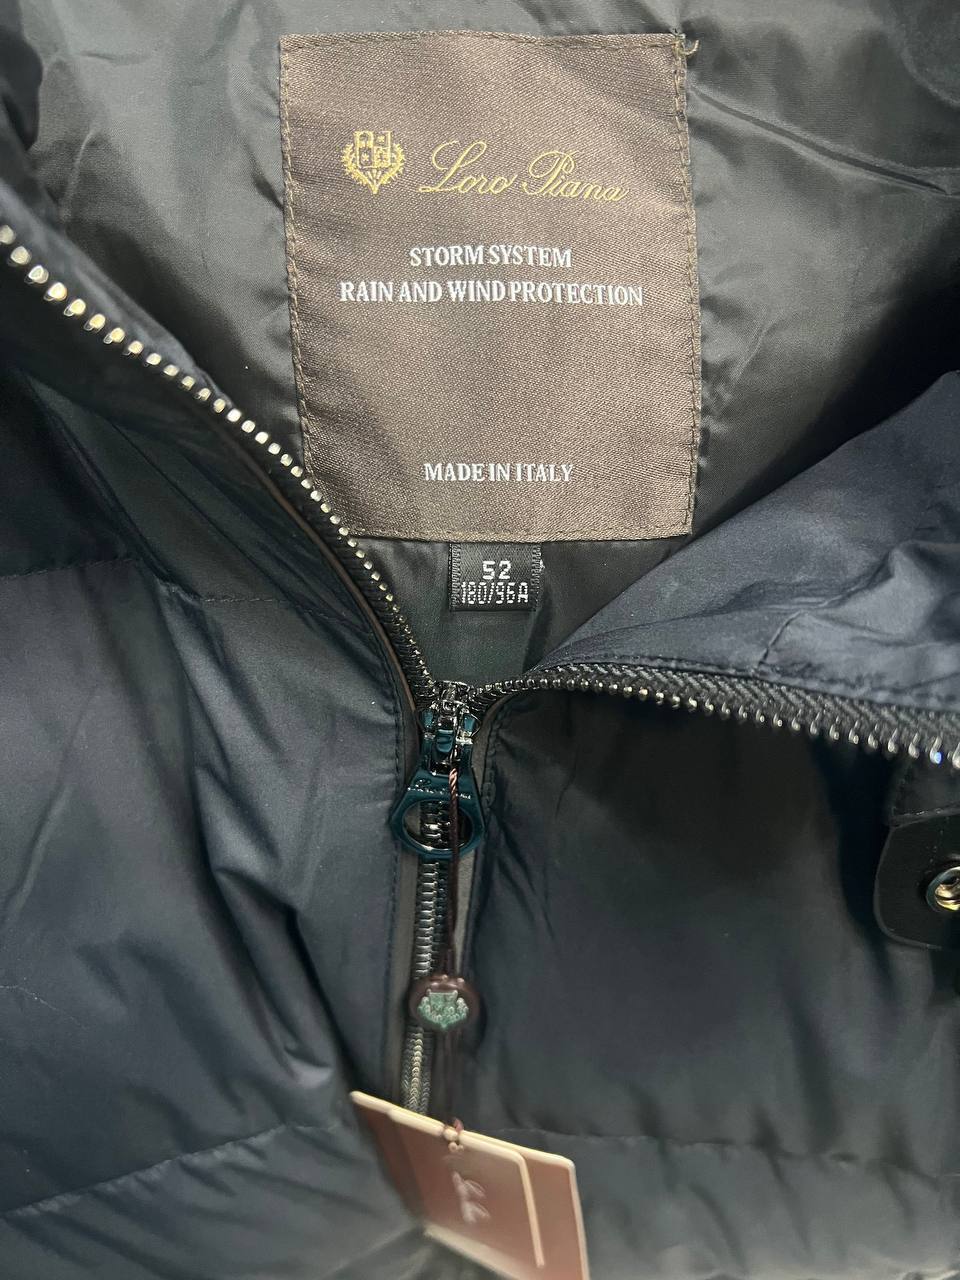 Loro Piana
STORM SYSTEM
RAIN AND WIND PROTECTION
MADE IN ITALY
52
180/96A